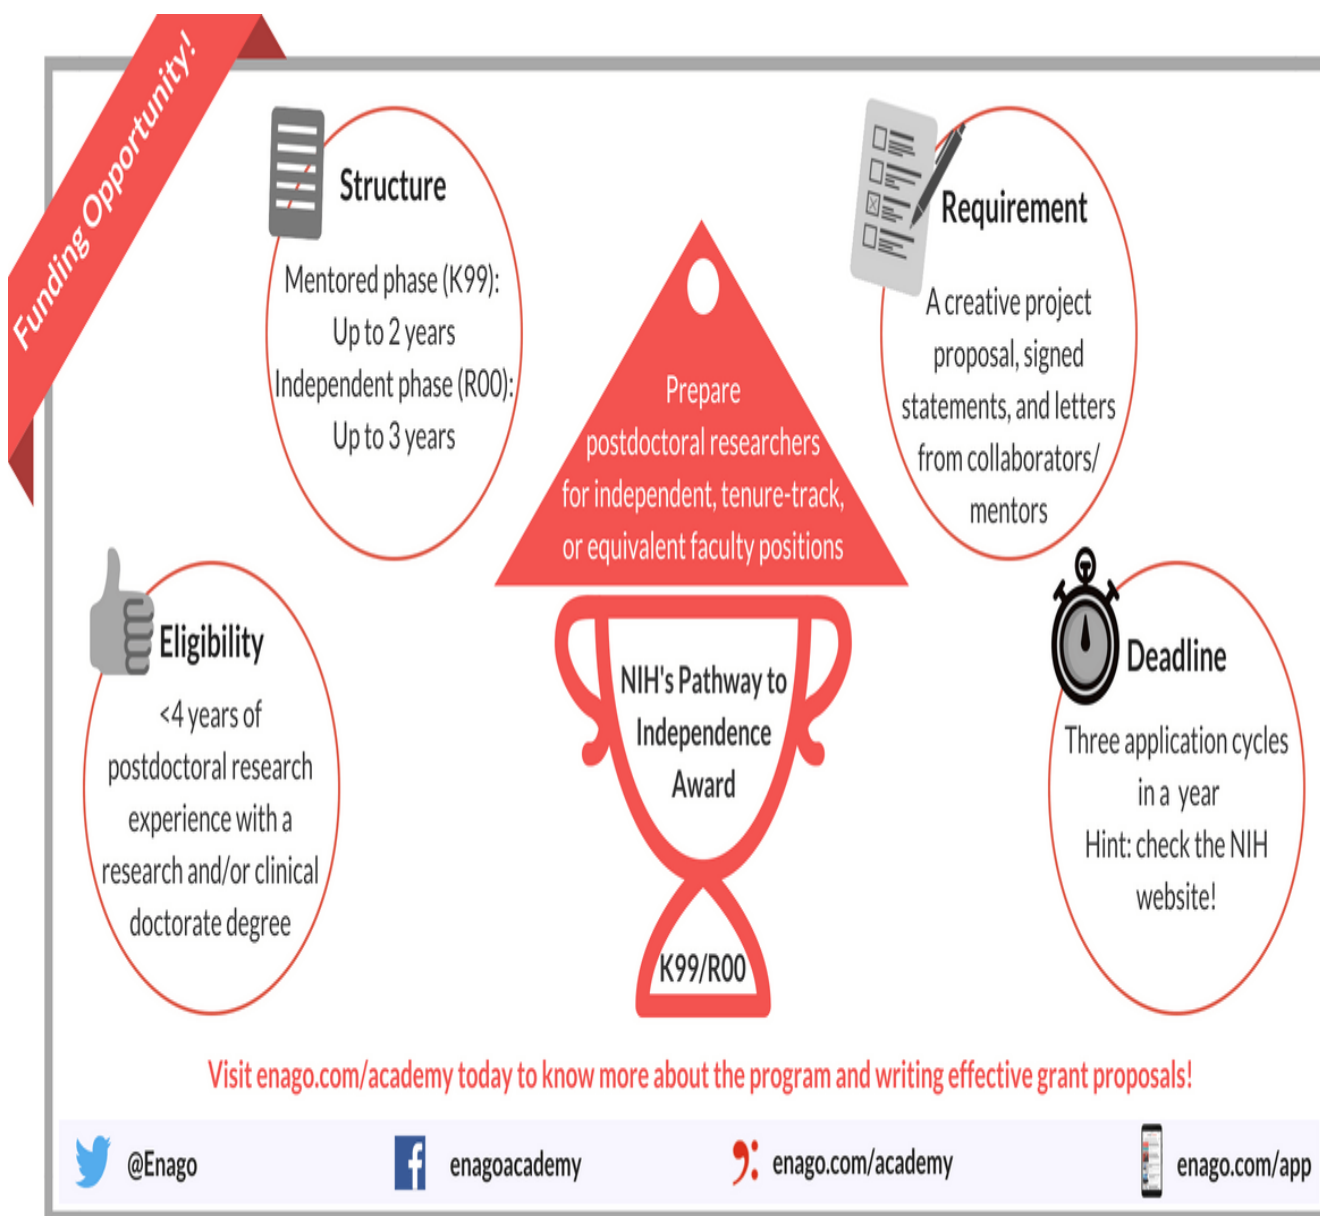 Funding Opportunity!
Structure
Mentored phase (K99):
Up to 2 years
Independent phase (R00):
Up to 3 years
Requirement
A creative project
proposal, signed
statements, and letters
from collaborators/
mentors
Prepare
postdoctoral researchers
for independent, tenure-track,
or equivalent faculty positions
Eligibility
<4 years of
postdoctoral research
experience with a
research and/or clinical
doctorate degree
NIH's Pathway to
Independence
Award
K99/R00
Deadline
Three application cycles
in a year
Hint: check the NIH
website!
Visit enago.com/academy today to know more about the program and writing effective grant proposals!
@Enago
enagoacademy
enago.com/academy
enago.com/app